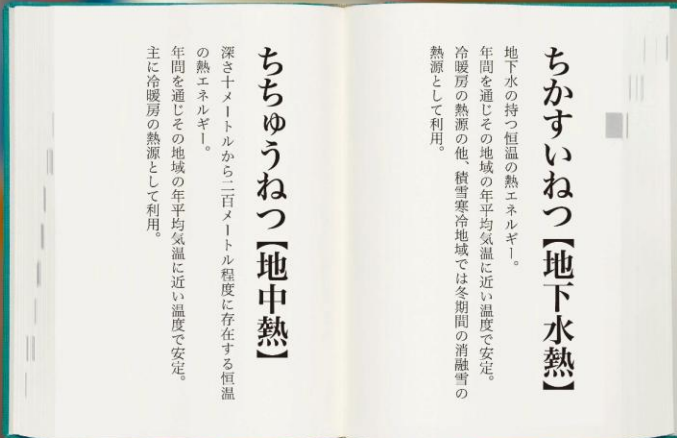 ちかすいねつ【地下水熱】
地下水の持つ恒温の熱エネルギー。
年間を通じその地域の年平均気温に近い温度で安定。
冷暖房の熱源の他、積雪寒冷地域では冬期間の消融雪の
熱源として利用。
ちちゅうねつ【地中熱】
深さ十メートルから二百メートル程度に存在する恒温
の熱エネルギー。
年間を通じその地域の年平均気温に近い温度で安定。
主に冷暖房の熱源として利用。